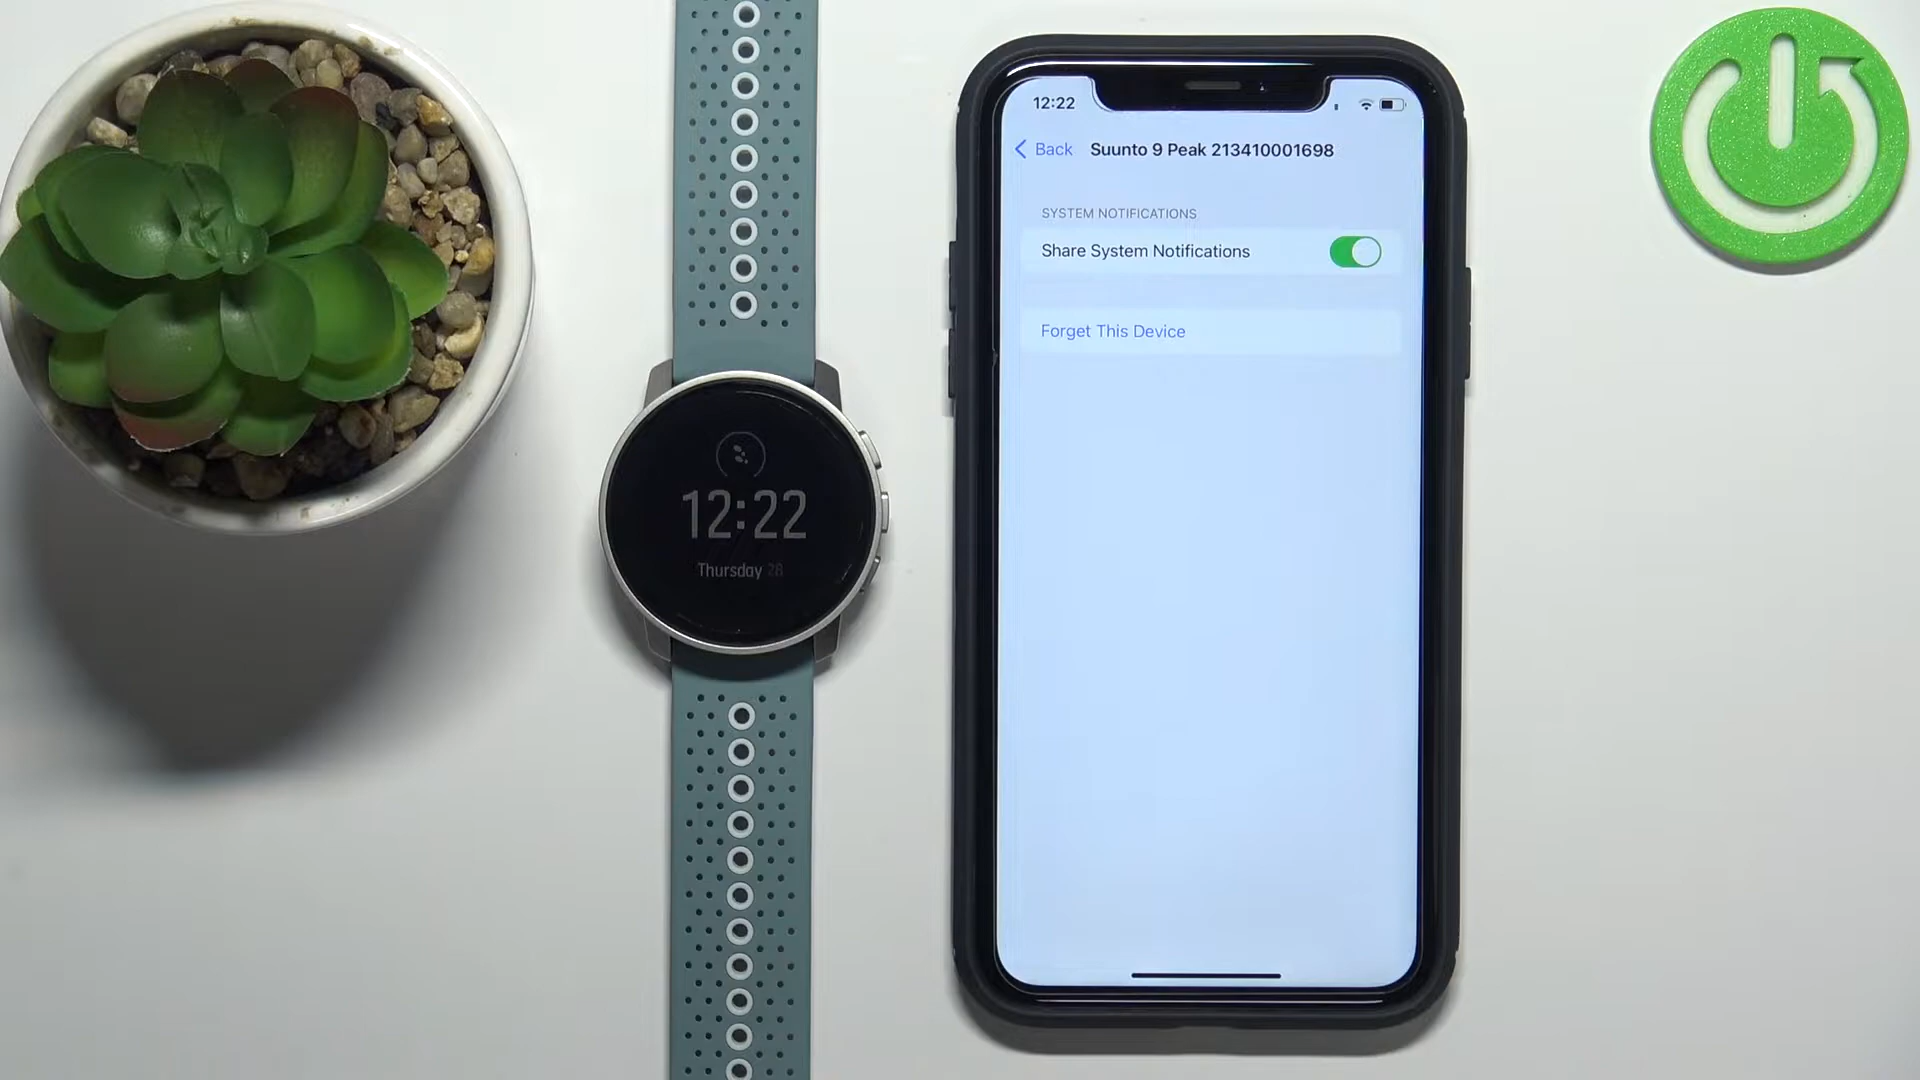 12:22
Back Suunto 9 Peak 213410001698
SYSTEM NOTIFICATIONS
Share System Notifications
Forget This Device
12:22
Thursday 28